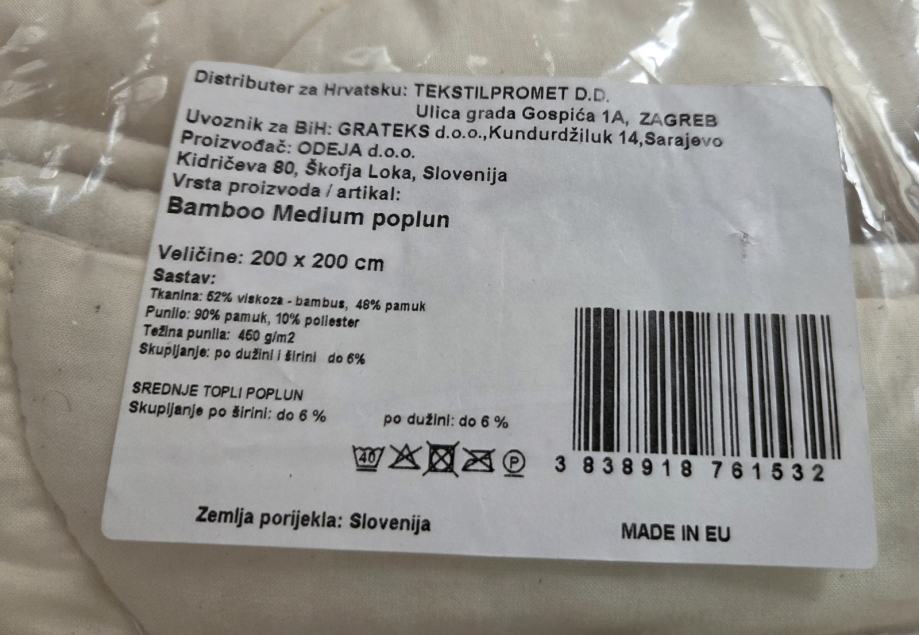 Distributer za Hrvatsku: TEKSTILPROMET D.D.
Ulica grada Gospića 1A, ZAGREB
Uvoznik za BiH: GRATEKS d.o.o.,Kundurdžiluk 14,Sarajevo
Proizvođač: ODEJA d.o.o.
Kidričeva 80, Škofja Loka, Slovenija
Vrsta proizvoda / artikal:
Bamboo Medium poplun
Veličine: 200 x 200 cm
Sastav:
Tkanina: 52% viskoza - bambus, 48% pamuk
Punilo: 90% pamuk, 10% poliester
Težina punila: 450 g/m2
Skupljanje: po dužini i širini do 6%
SREDNJE TOPLI POPLUN
Skupljanje po širini: do 6 % po dužini: do 6 %
40 P
3 838918 761532
Zemlja porijekla: Slovenija
MADE IN EU